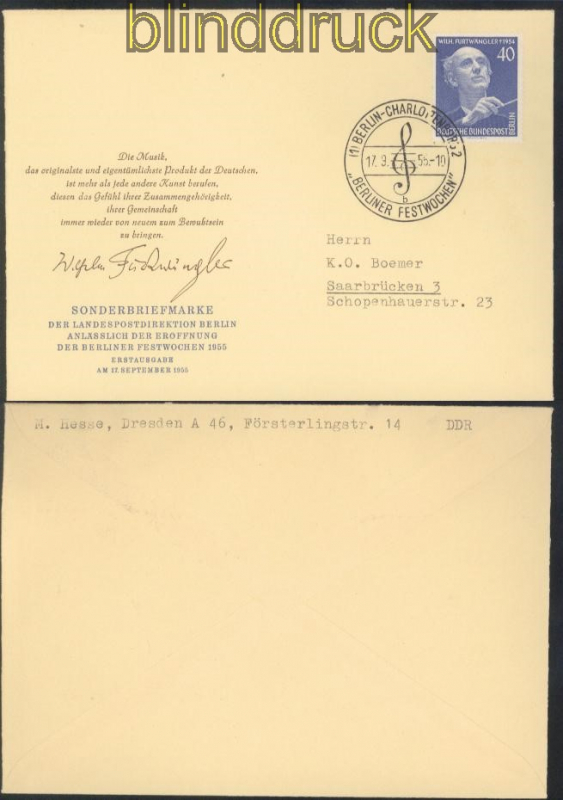 blinddruck
WILH. FURTWÄNGLER † 1954
40
DEUTSCHE BUNDESPOST
BERLIN
(1) BERLIN-CHARLOTTENBURG 2
17.9. 55.-10
b
„BERLINER FESTWOCHEN“
Die Musik,
das originalste und eigentümlichste Produkt der Deutschen,
ist mehr als jede andere Kunst berufen,
diesen das Gefühl ihrer Zusammengehörigkeit,
ihrer Gemeinschaft
immer wieder von neuem zum Bewußtsein
zu bringen.
Wilhelm Furtwängler
SONDERBRIEFMARKE
DER LANDESPOSTDIREKTION BERLIN
ANLÄSSLICH DER ERÖFFNUNG
DER BERLINER FESTWOCHEN 1955
ERSTAUSGABE
AM 17. SEPTEMBER 1955
Herrn
K.O. Boemer
Saarbrücken 3
Schopenhauerstr. 23
M. Hesse, Dresden A 46, Försterlingstr. 14 DDR